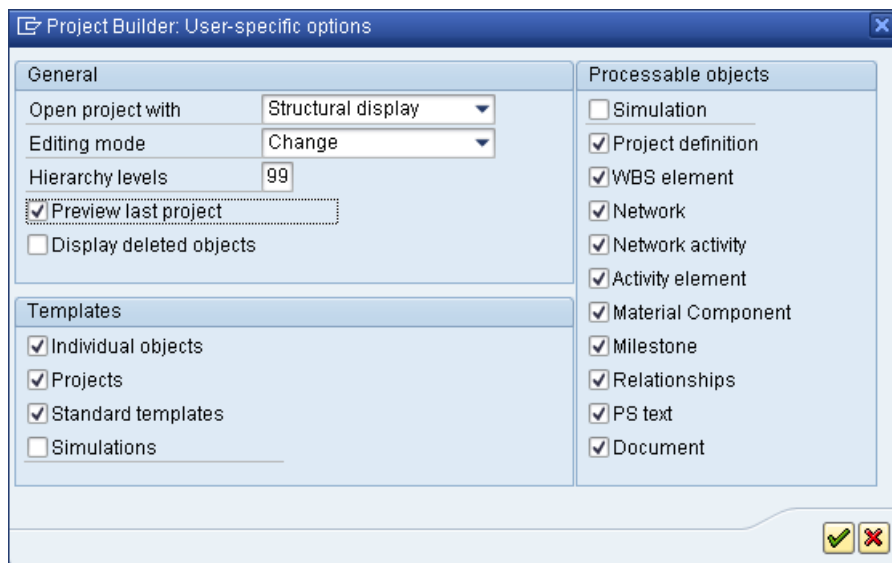 Project Builder: User-specific options
General
Open project with Structural display
Editing mode Change
Hierarchy levels 99
Preview last project
Display deleted objects
Templates
Individual objects
Projects
Standard templates
Simulations
Processable objects
Simulation
Project definition
WBS element
Network
Network activity
Activity element
Material Component
Milestone
Relationships
PS text
Document